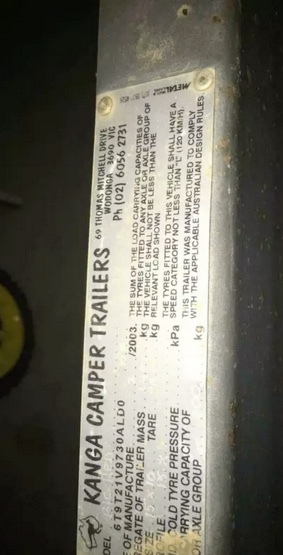 KANGA CAMPER TRAILERS
69 THOMAS MITCHELL DRIVE
WODONGA 3690 VIC
Ph (02) 6056 2731
DEL 6T9T21V9730ALD0
OF MANUFACTURE /2003
EGATE OF TRAILER MASS kg
SIZE TARE kg
FILE
COLD TYRE PRESSURE kPa
RRYING CAPACITY OF
CH AXLE GROUP kg
THE SUM OF THE LOAD CARRYING CAPACITIES OF
THE TYRES FITTED TO ANY AXLE OR AXLE GROUP OF
THE VEHICLE SHALL NOT BE LESS THAN THE
RELEVANT LOAD SHOWN
THE TYRES FITTED TO THIS VEHICLE SHALL HAVE A
SPEED CATEGORY NOT LESS THAN "L" (120 KM/H)
THIS TRAILER WAS MANUFACTURED TO COMPLY
WITH THE APPLICABLE AUSTRALIAN DESIGN RULES